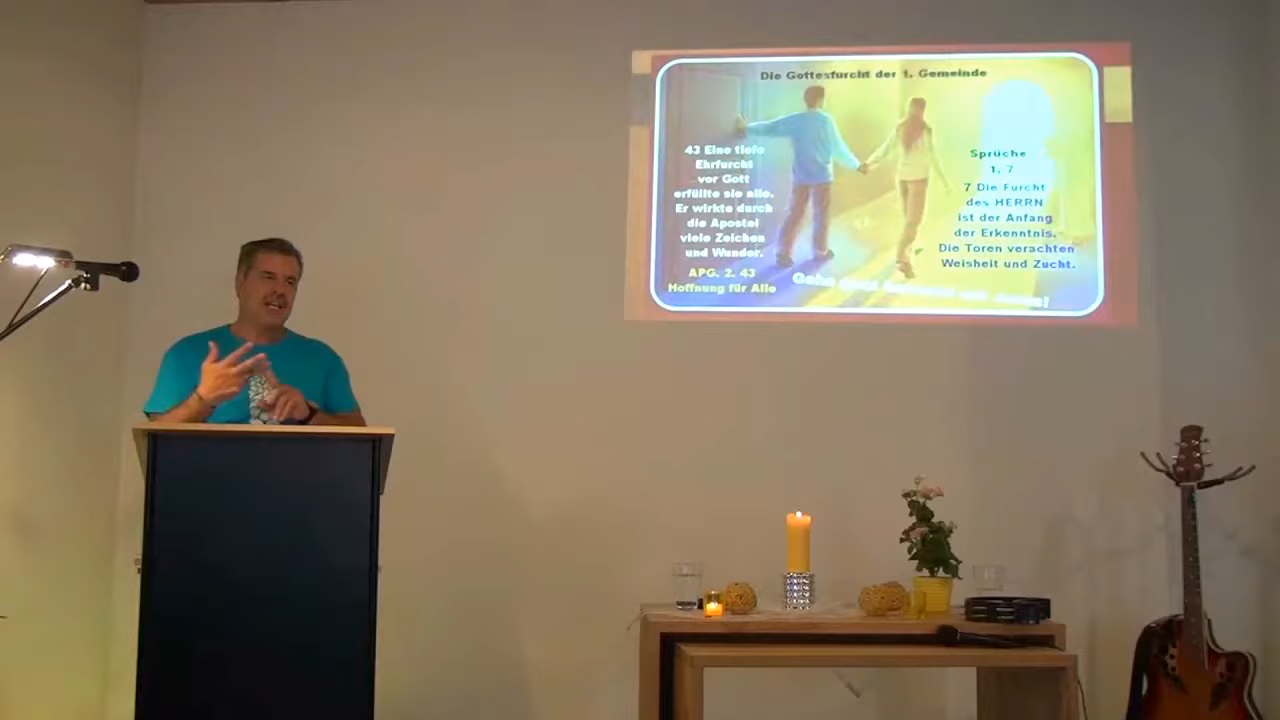 Die Gottesfurcht der 1. Gemeinde
43 Eine tiefe
Ehrfurcht
vor Gott
erfüllte sie alle.
Er wirkte durch
die Apostel
viele Zeichen
und Wunder.
APG. 2. 43
Hoffnung für Alle
Sprüche
1, 7
7 Die Furcht
des HERRN
ist der Anfang
der Erkenntnis.
Die Toren verachten
Weisheit und Zucht.